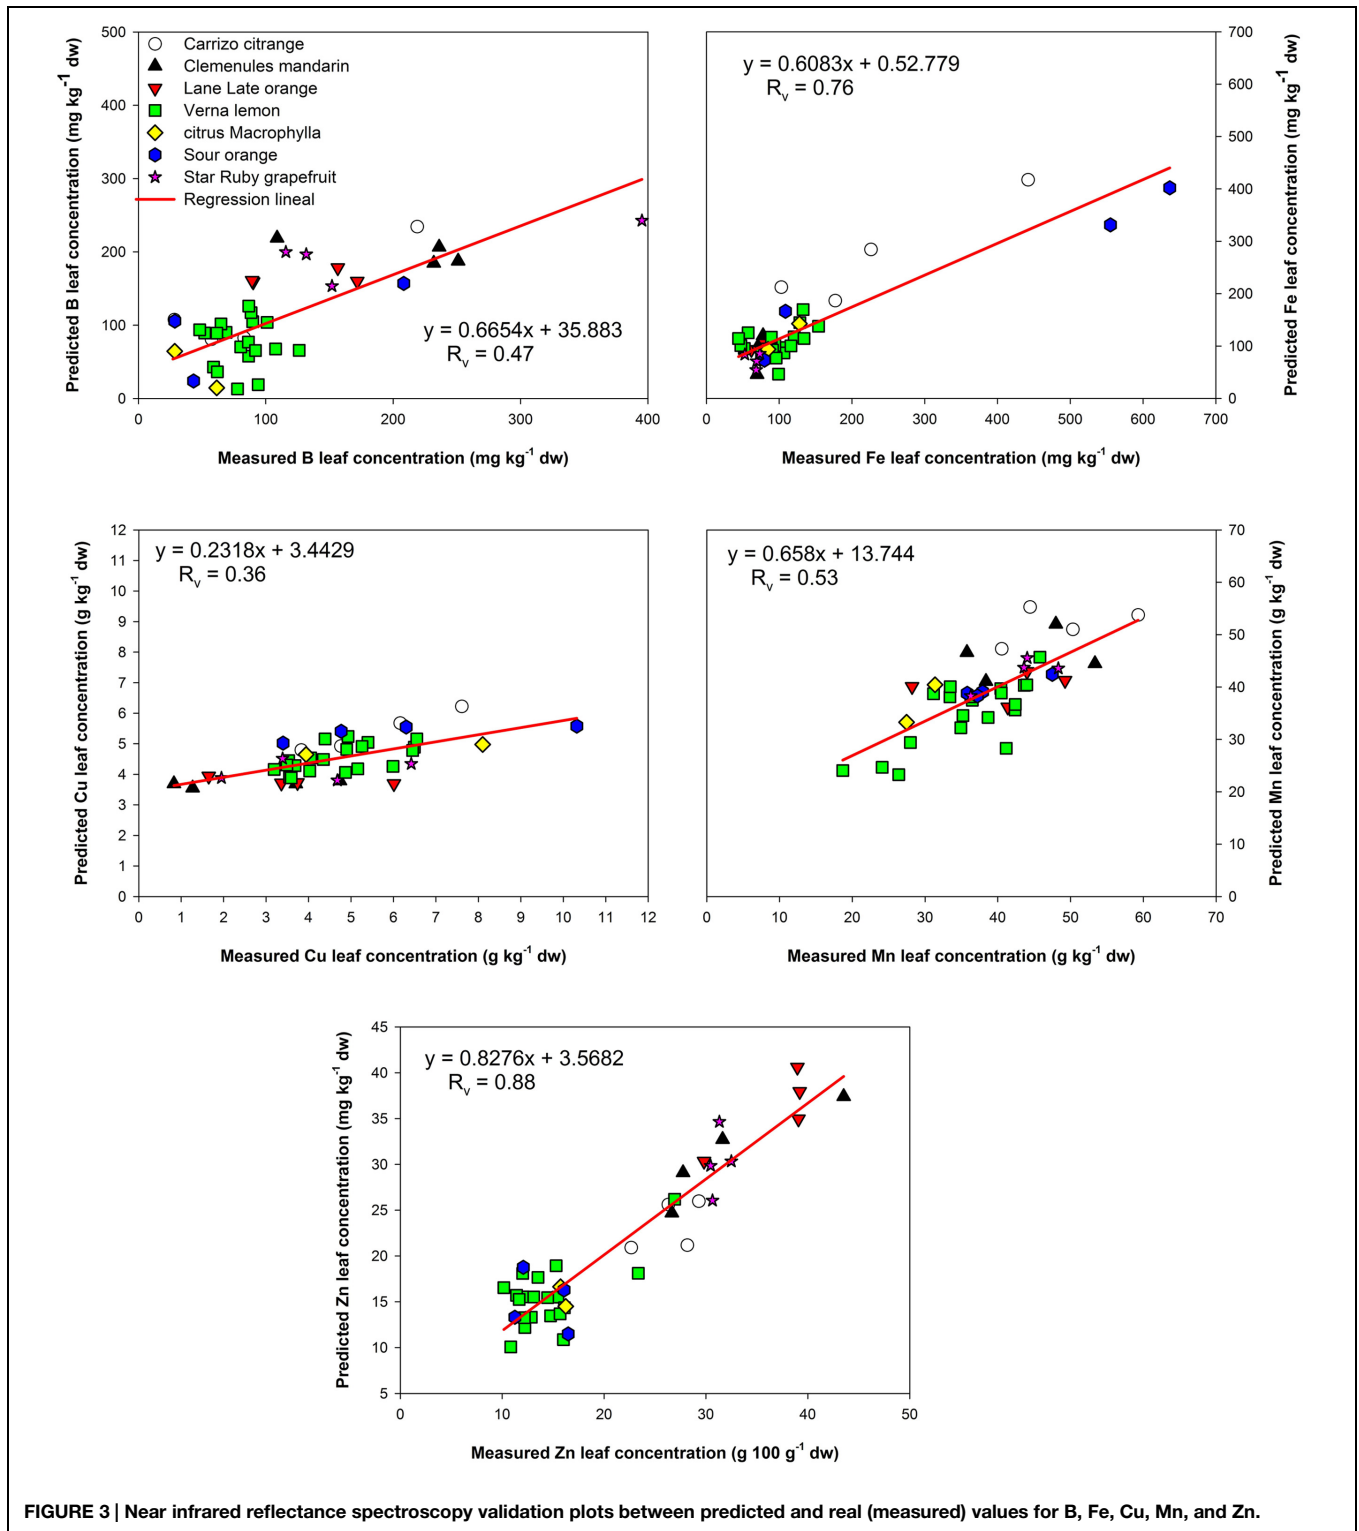 Predicted B leaf concentration (mg kg-1 dw)
500
400
300
200
100
0
Carrizo citrange
Clemenules mandarin
Lane Late orange
Verna lemon
citrus Macrophylla
Sour orange
Star Ruby grapefruit
Regression lineal
y = 0.6654x + 35.883
Rv = 0.47
0 100 200 300 400
Measured B leaf concentration (mg kg-1 dw)
y = 0.6083x + 0.52.779
Rv = 0.76
700
600
500
400
300
200
100
0
Predicted Fe leaf concentration (mg kg-1 dw)
0 100 200 300 400 500 600 700
Measured Fe leaf concentration (mg kg-1 dw)
Predicted Cu leaf concentration (g kg-1 dw)
12
11
10
9
8
7
6
5
4
3
2
1
0
y = 0.2318x + 3.4429
Rv = 0.36
0 1 2 3 4 5 6 7 8 9 10 11 12
Measured Cu leaf concentration (g kg-1 dw)
y = 0.658x + 13.744
Rv = 0.53
70
60
50
40
30
20
10
0
Predicted Mn leaf concentration (g kg-1 dw)
0 10 20 30 40 50 60 70
Measured Mn leaf concentration (g kg-1 dw)
Predicted Zn leaf concentration (mg kg-1 dw)
45
40
35
30
25
20
15
10
5
y = 0.8276x + 3.5682
Rv = 0.88
0 10 20 30 40 50
Measured Zn leaf concentration (g 100 g-1 dw)
FIGURE 3 | Near infrared reflectance spectroscopy validation plots between predicted and real (measured) values for B, Fe, Cu, Mn, and Zn.